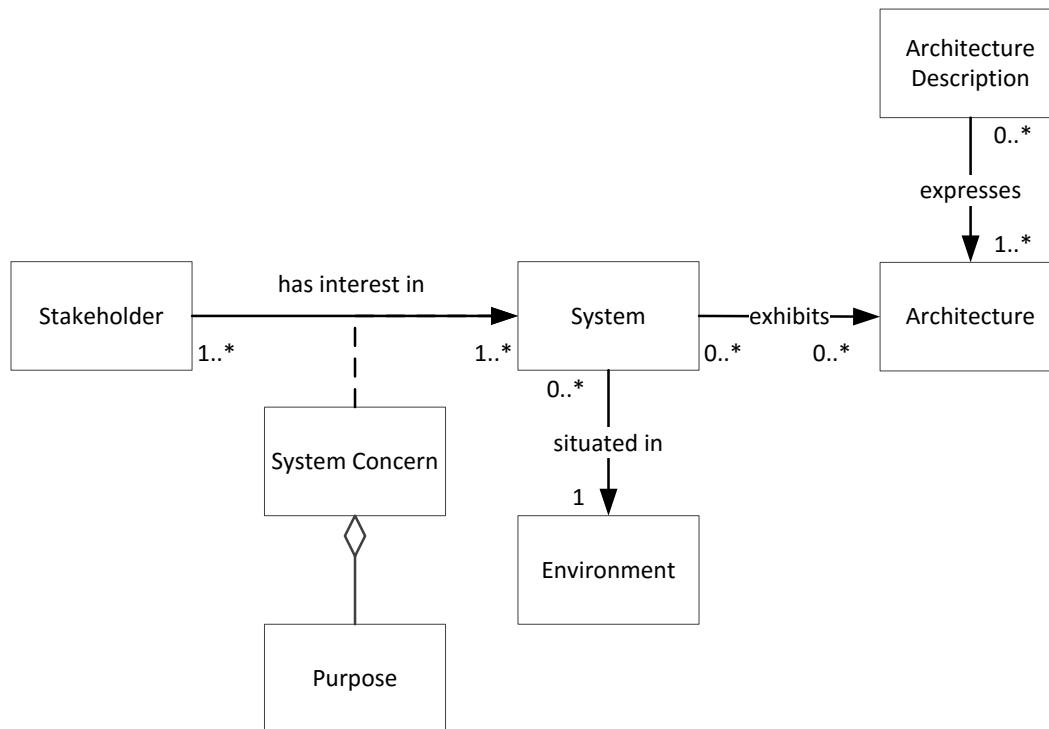 Architecture
Description
0..*
expresses
1..*
has interest in
Stakeholder
System
exhibits
Architecture
1..*
1..*
0..*
0..*
0..*
situated in
System Concern
1
Environment
Purpose